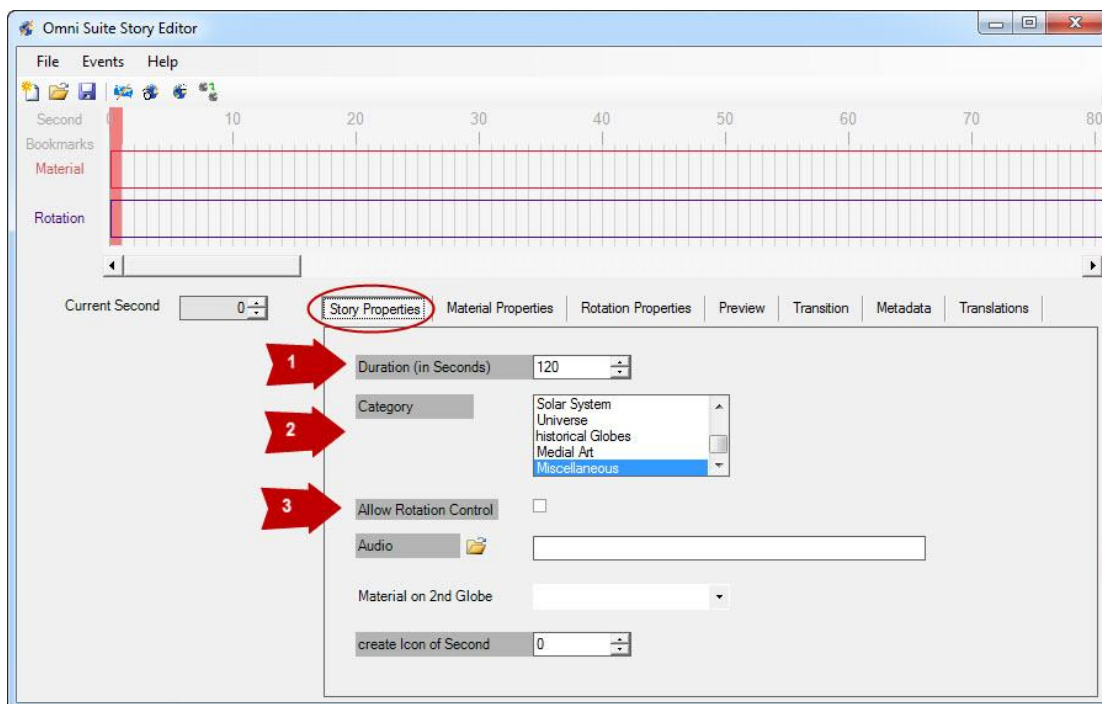 Omni Suite Story Editor
File Events Help
Second 0 10 20 30 40 50 60 70 80
Bookmarks
Material
Rotation
Current Second 0
Story Properties Material Properties Rotation Properties Preview Transition Metadata Translations
1 Duration (in Seconds) 120
Category Solar System
Universe
2 historical Globes
Medial Art
Miscellaneous
3 Allow Rotation Control
Audio
Material on 2nd Globe
create Icon of Second 0